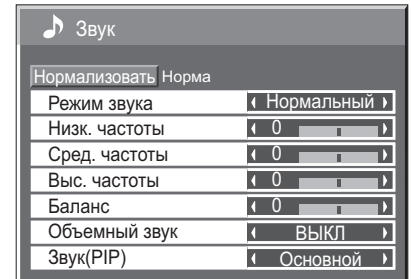 Звук
Нормализовать Норма
Режим звука Нормальный
Низк. частоты 0
Сред. частоты 0
Выс. частоты 0
Баланс 0
Объемный звук ВЫКЛ
Звук(PIP) Основной